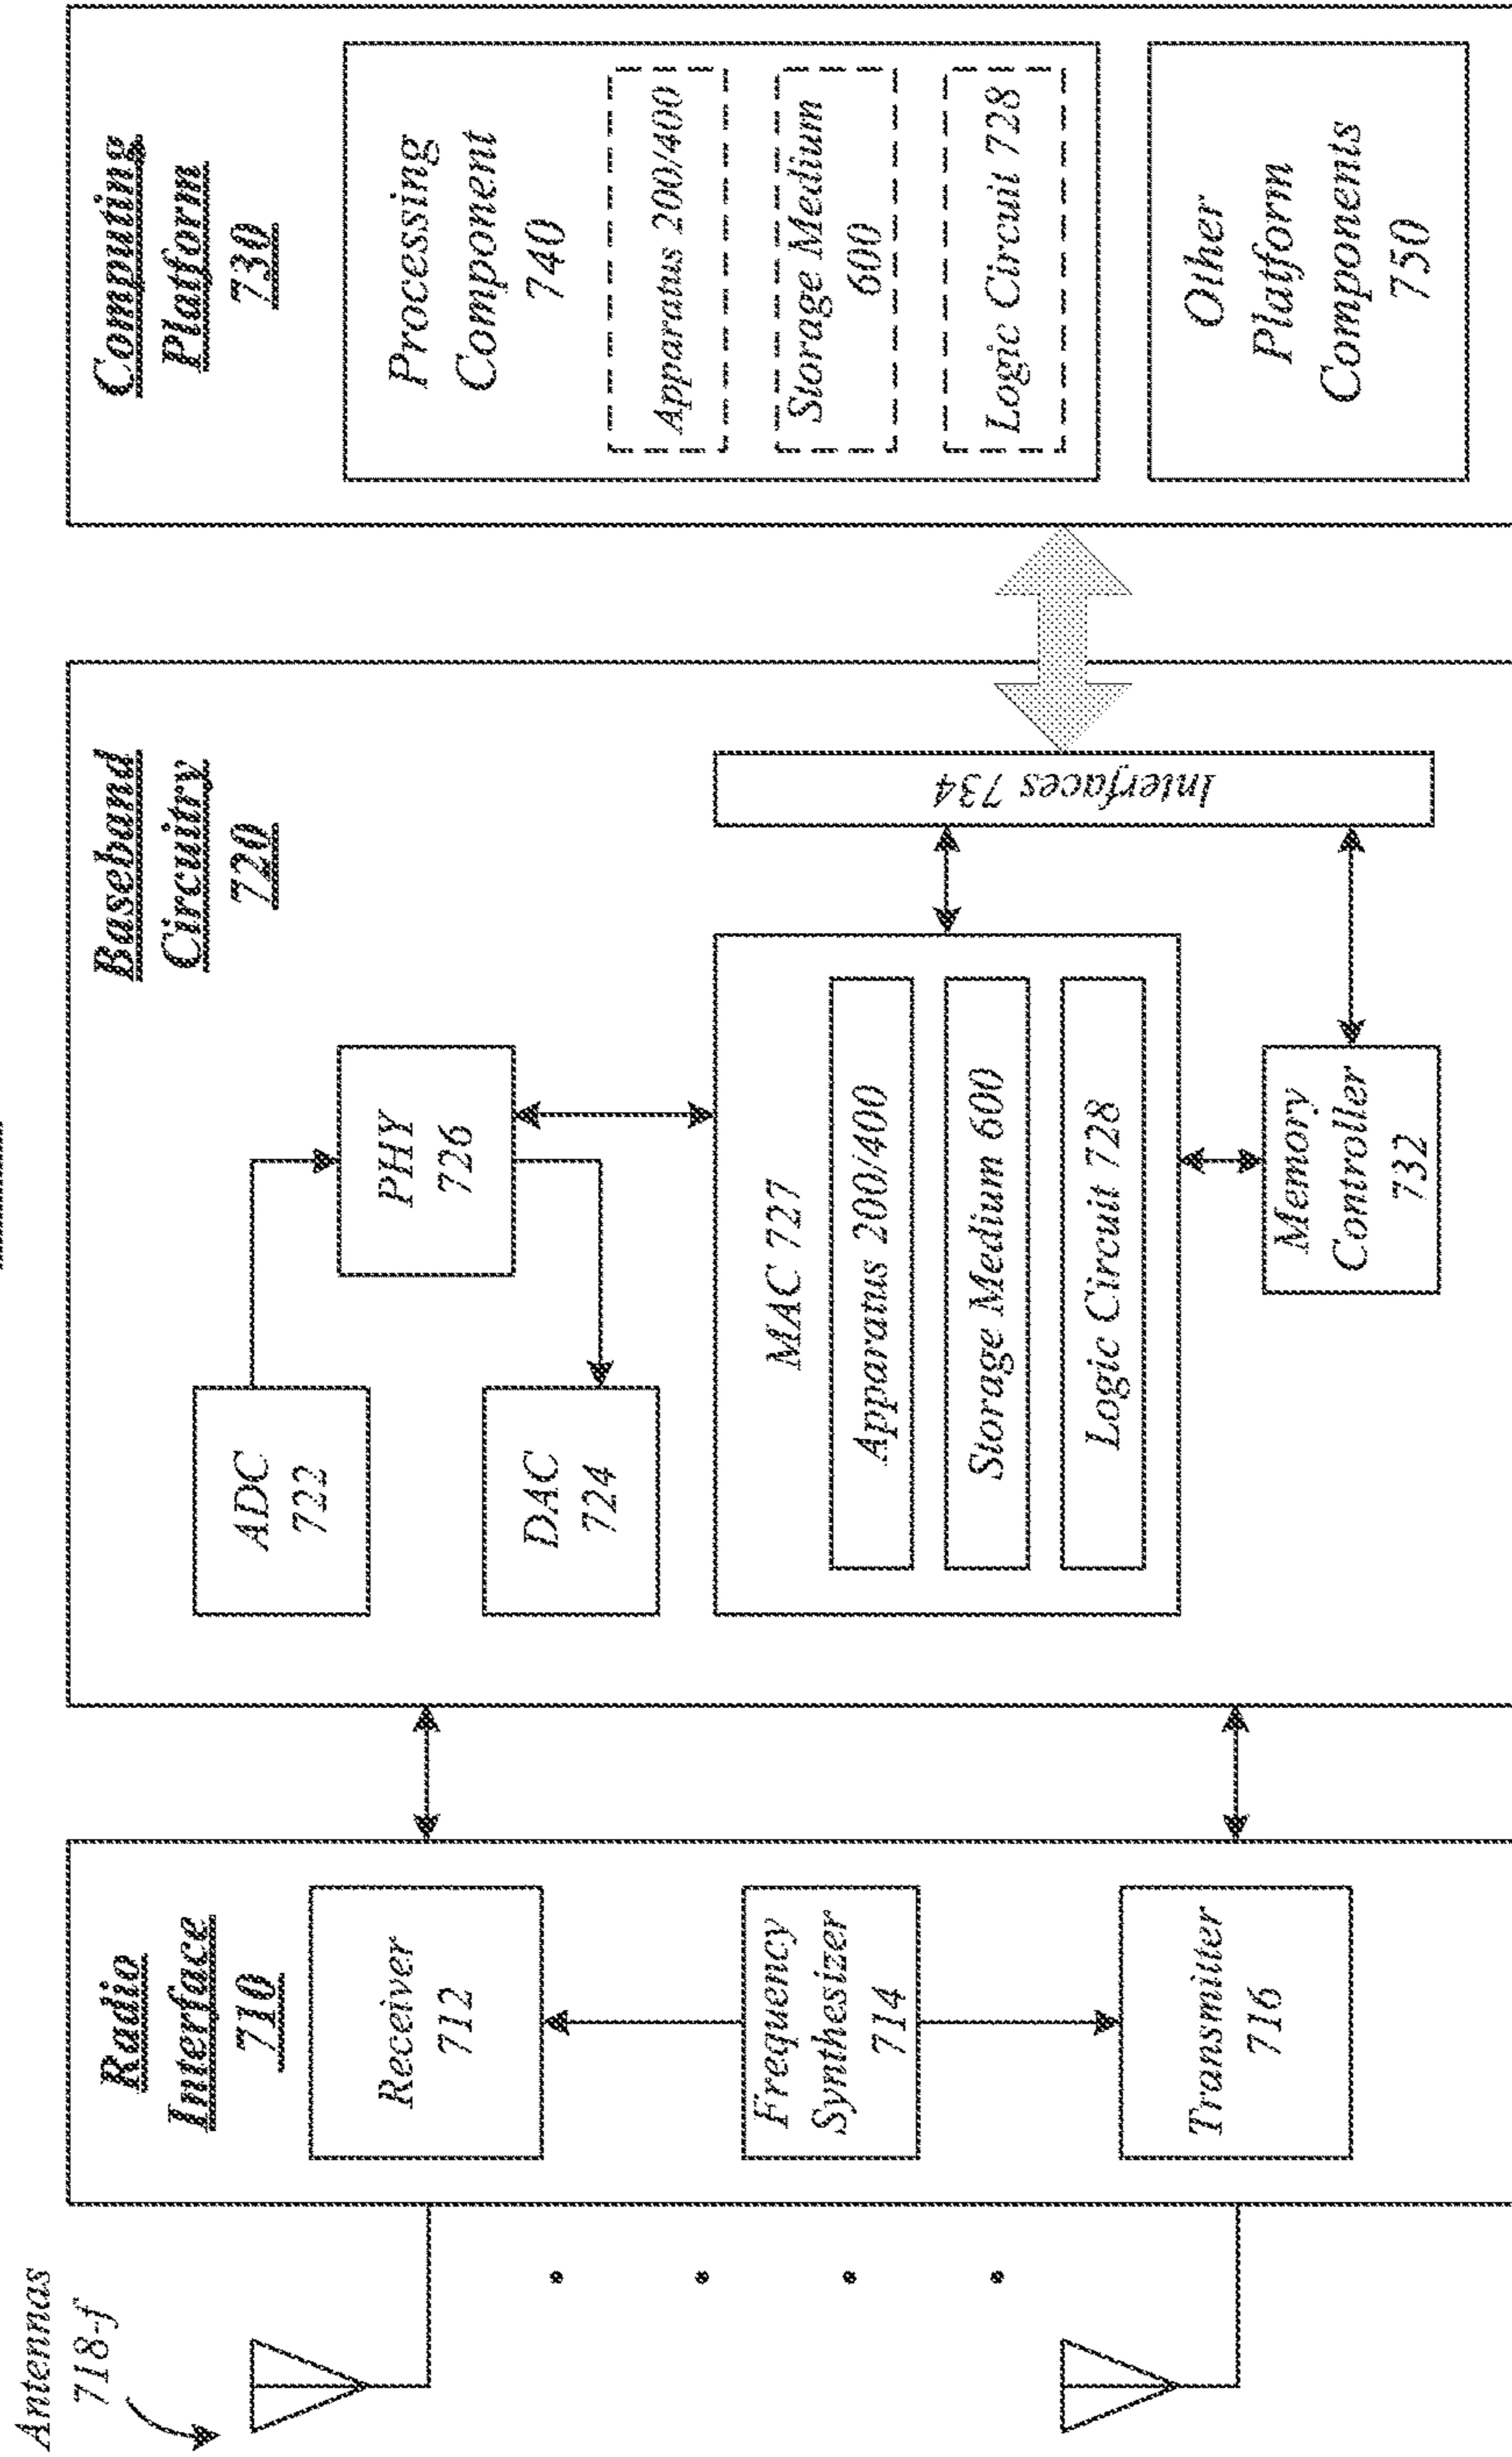 Antennas
718-f
Radio
Interface
710
Receiver
712
Frequency
Synthesizer
714
Transmitter
716
Baseband
Circuitry
720
ADC
722
PHY
726
DAC
724
MAC 727
Apparatus 200/400
Storage Medium 600
Logic Circuit 728
Memory
Controller
732
Interfaces 734
Computing
Platform
730
Processing
Component
740
Apparatus 200/400
Storage Medium
600
Logic Circuit 728
Other
Platform
Components
750